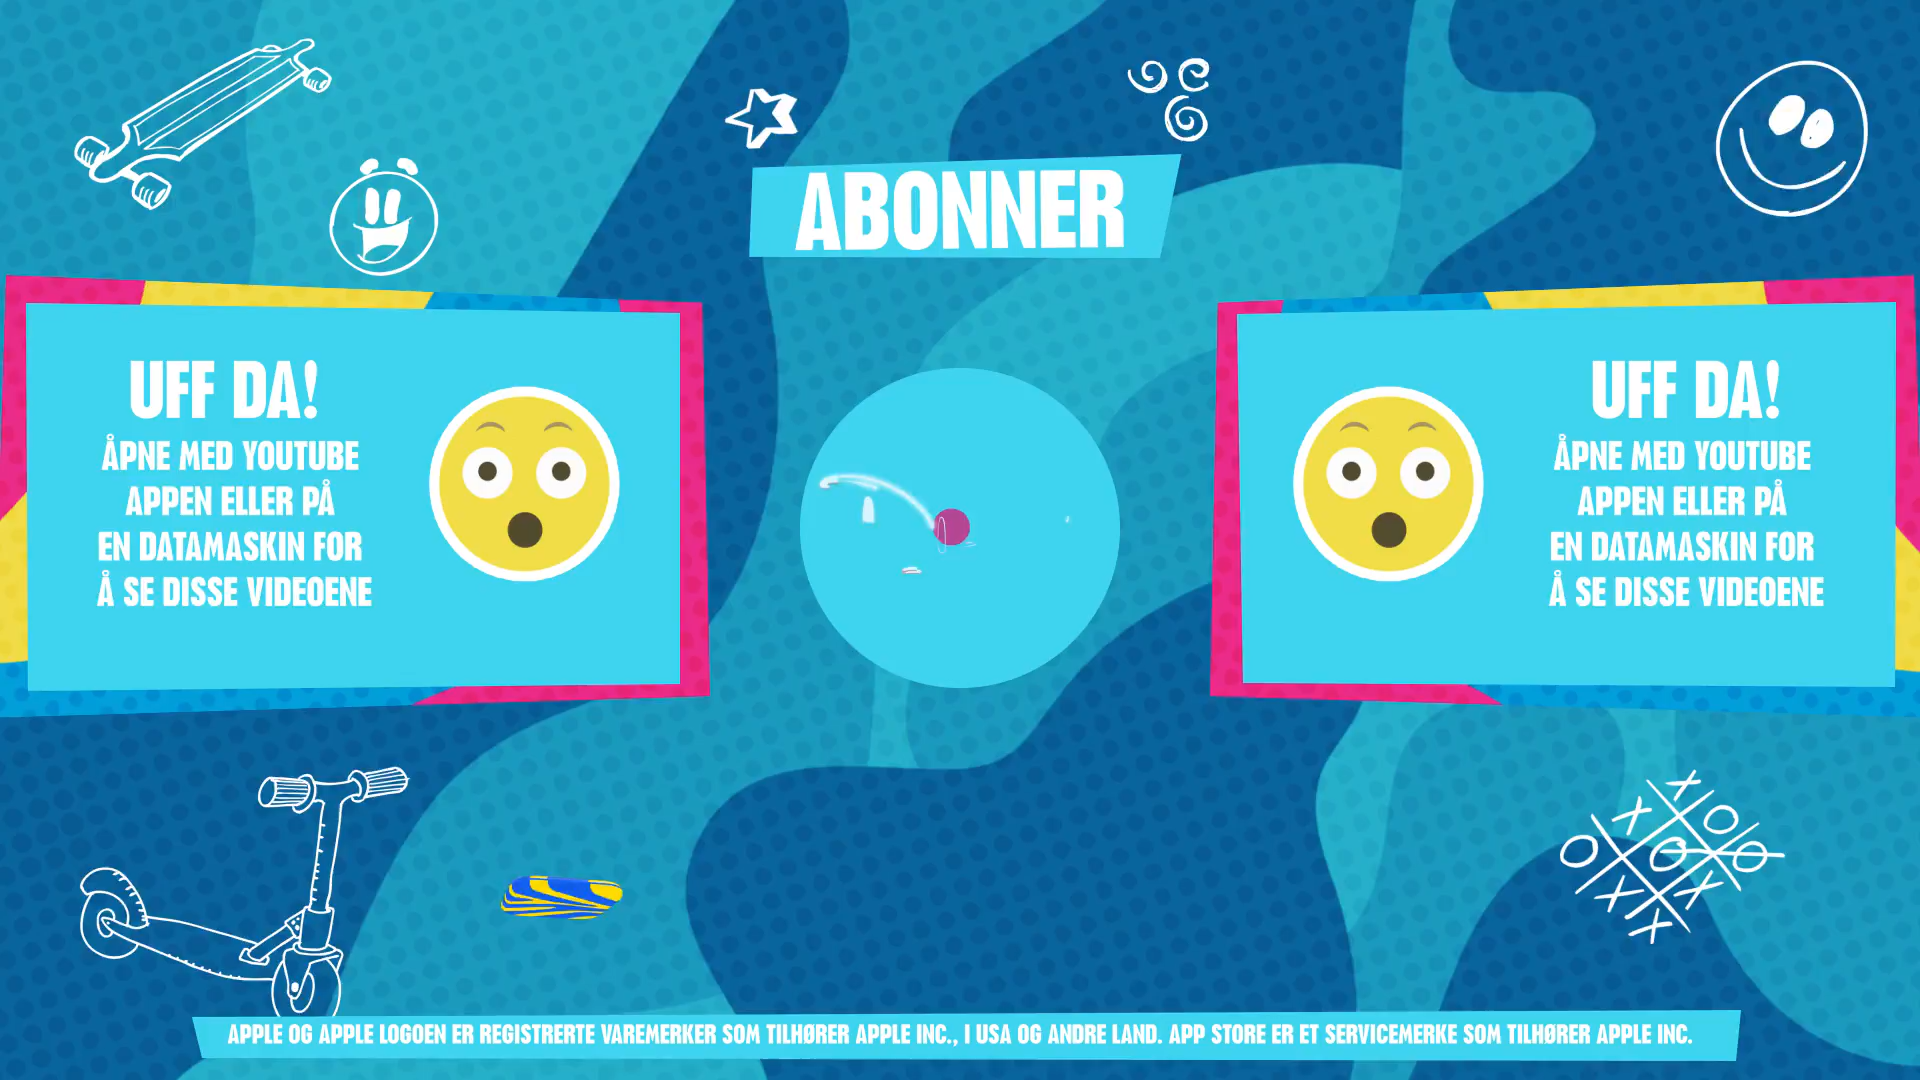 ABONNER
UFF DA!
ÅPNE MED YOUTUBE
APPEN ELLER PÅ
EN DATAMASKIN FOR
Å SE DISSE VIDEOENE
UFF DA!
ÅPNE MED YOUTUBE
APPEN ELLER PÅ
EN DATAMASKIN FOR
Å SE DISSE VIDEOENE
APPLE OG APPLE LOGOEN ER REGISTRERTE VAREMERKER SOM TILHØRER APPLE INC., I USA OG ANDRE LAND. APP STORE ER ET SERVICEMERKE SOM TILHØRER APPLE INC.